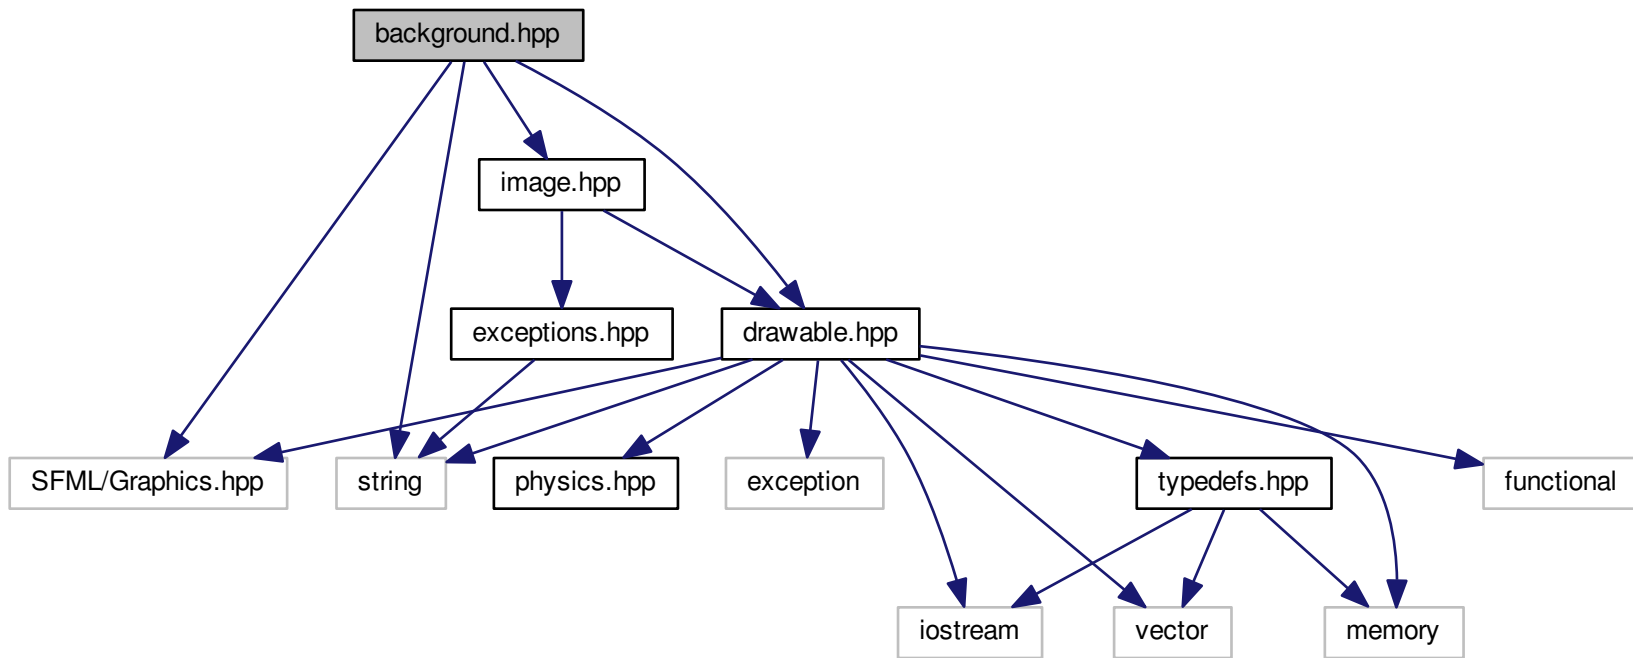 background.hpp
image.hpp
exceptions.hpp
drawable.hpp
SFML/Graphics.hpp
string
physics.hpp
exception
typedefs.hpp
functional
iostream
vector
memory